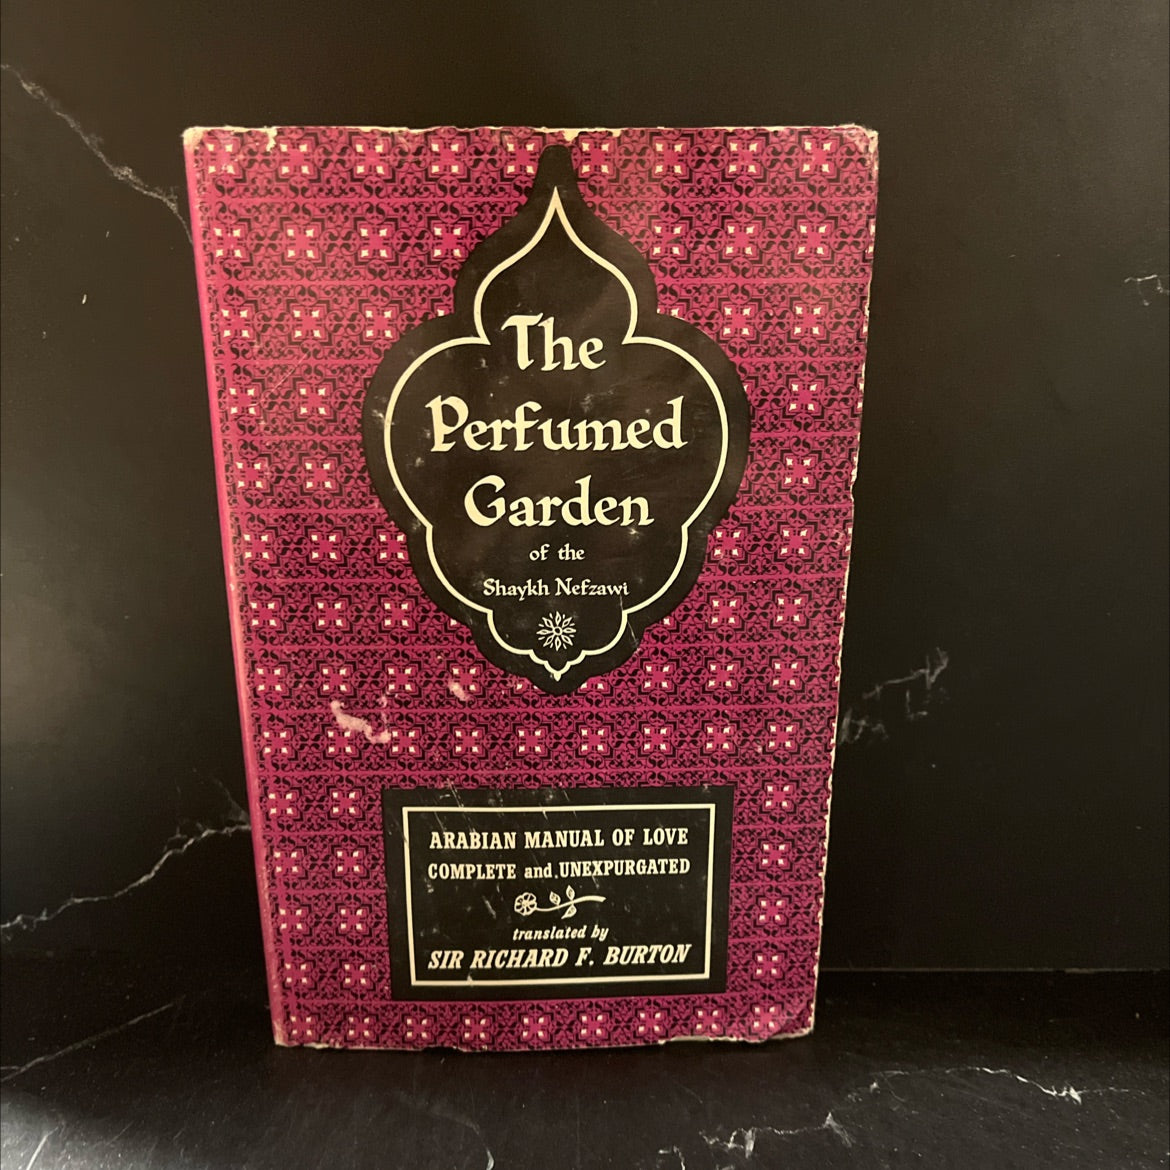 The
Perfumed
Garden
of the
Shaykh Nefzawi
ARABIAN MANUAL OF LOVE
COMPLETE and UNEXPURGATED
translated by
SIR RICHARD F. BURTON